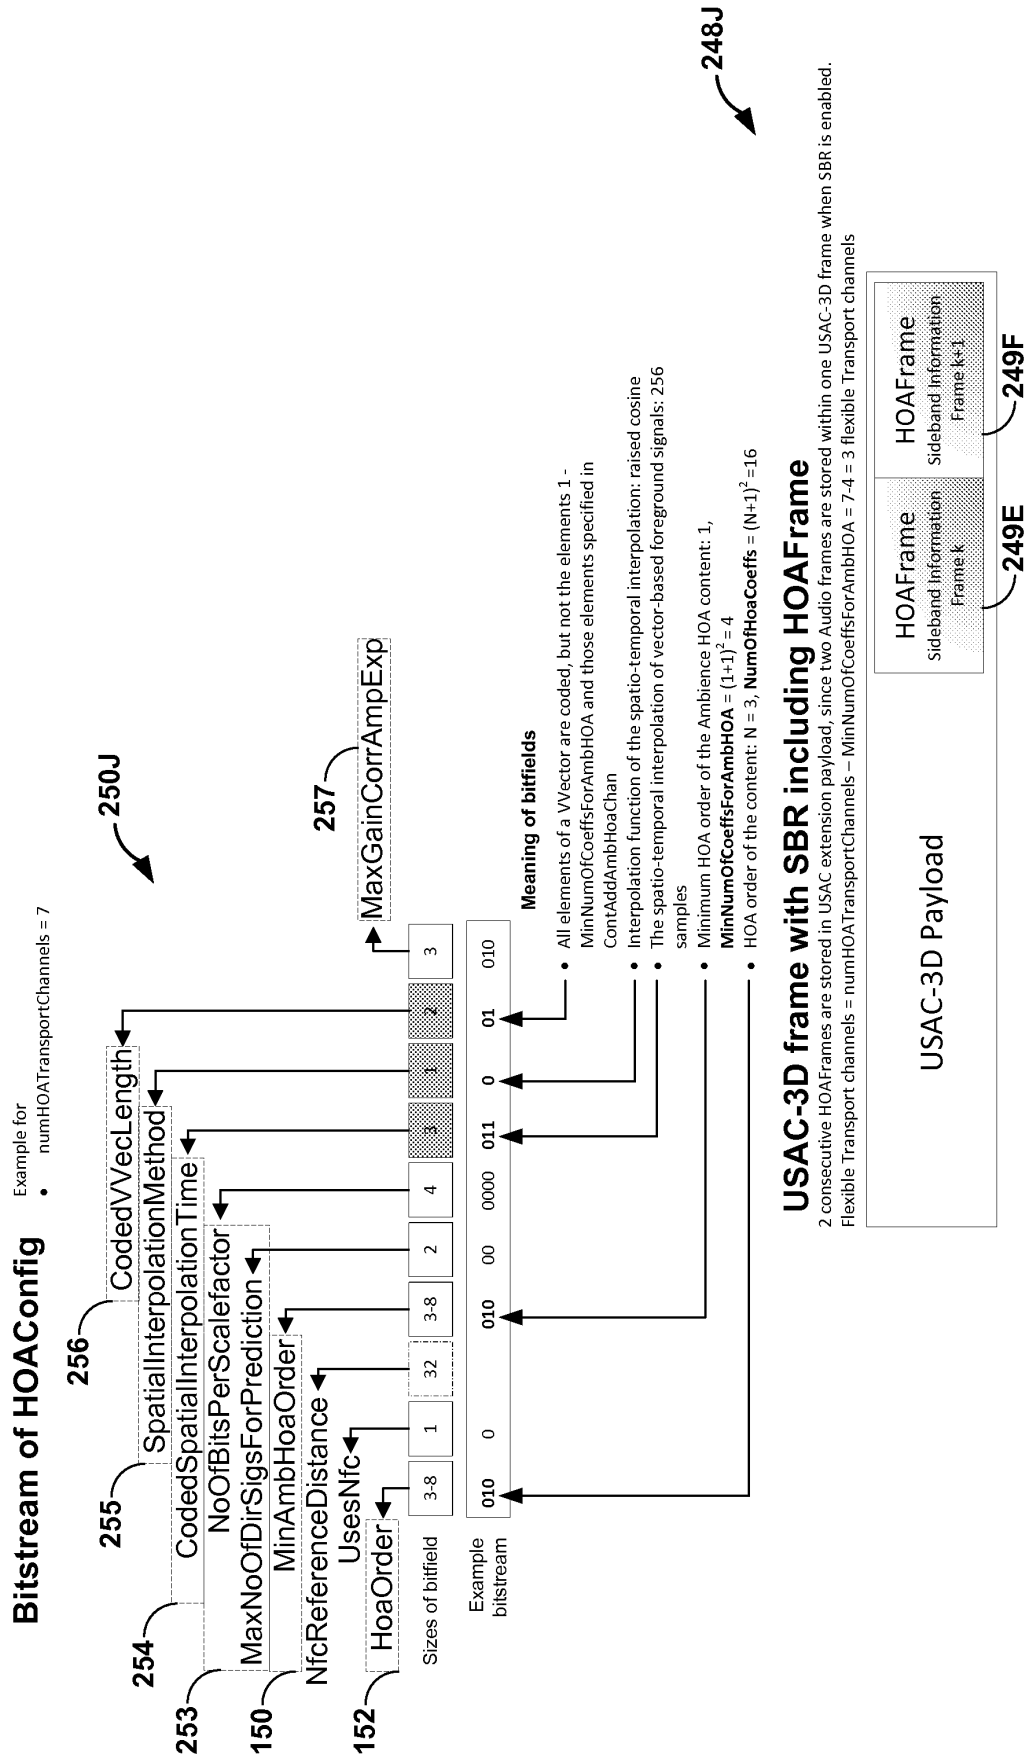 Bitstream of HOAConfig
Example for
• numHOATransportChannels = 7
250J
256
CodedVVecLength
255
SpatialInterpolationMethod
254
CodedSpatialInterpolationTime
253
NoOfBitsPerScalefactor
MaxNoOfDirSigsForPrediction
150
MinAmbHoaOrder
NfcReferenceDistance
UsesNfc
152
HoaOrder
257
MaxGainCorrAmpExp
Sizes of bitfield
3-8 1 32 3-8 2 4 3 1 2 3
Example
bitstream
010 0 010 00 0000 011 0 01 010
Meaning of bitfields
• All elements of a VVector are coded, but not the elements 1 -
MinNumOfCoeffsForAmbHOA and those elements specified in
ContAddAmbHoaChan
• Interpolation function of the spatio-temporal interpolation: raised cosine
• The spatio-temporal interpolation of vector-based foreground signals: 256
samples
• Minimum HOA order of the Ambience HOA content: 1,
MinNumOfCoeffsForAmbHOA = (1+1)² = 4
• HOA order of the content: N = 3, NumOfHoaCoeffs = (N+1)² =16
248J
USAC-3D frame with SBR including HOAFrame
2 consecutive HOAFrames are stored in USAC extension payload, since two Audio frames are stored within one USAC-3D frame when SBR is enabled.
Flexible Transport channels = numHOATransportChannels – MinNumOfCoeffsForAmbHOA = 7-4 = 3 flexible Transport channels
USAC-3D Payload
HOAFrame
Sideband Information
Frame k
HOAFrame
Sideband Information
Frame k+1
249E
249F